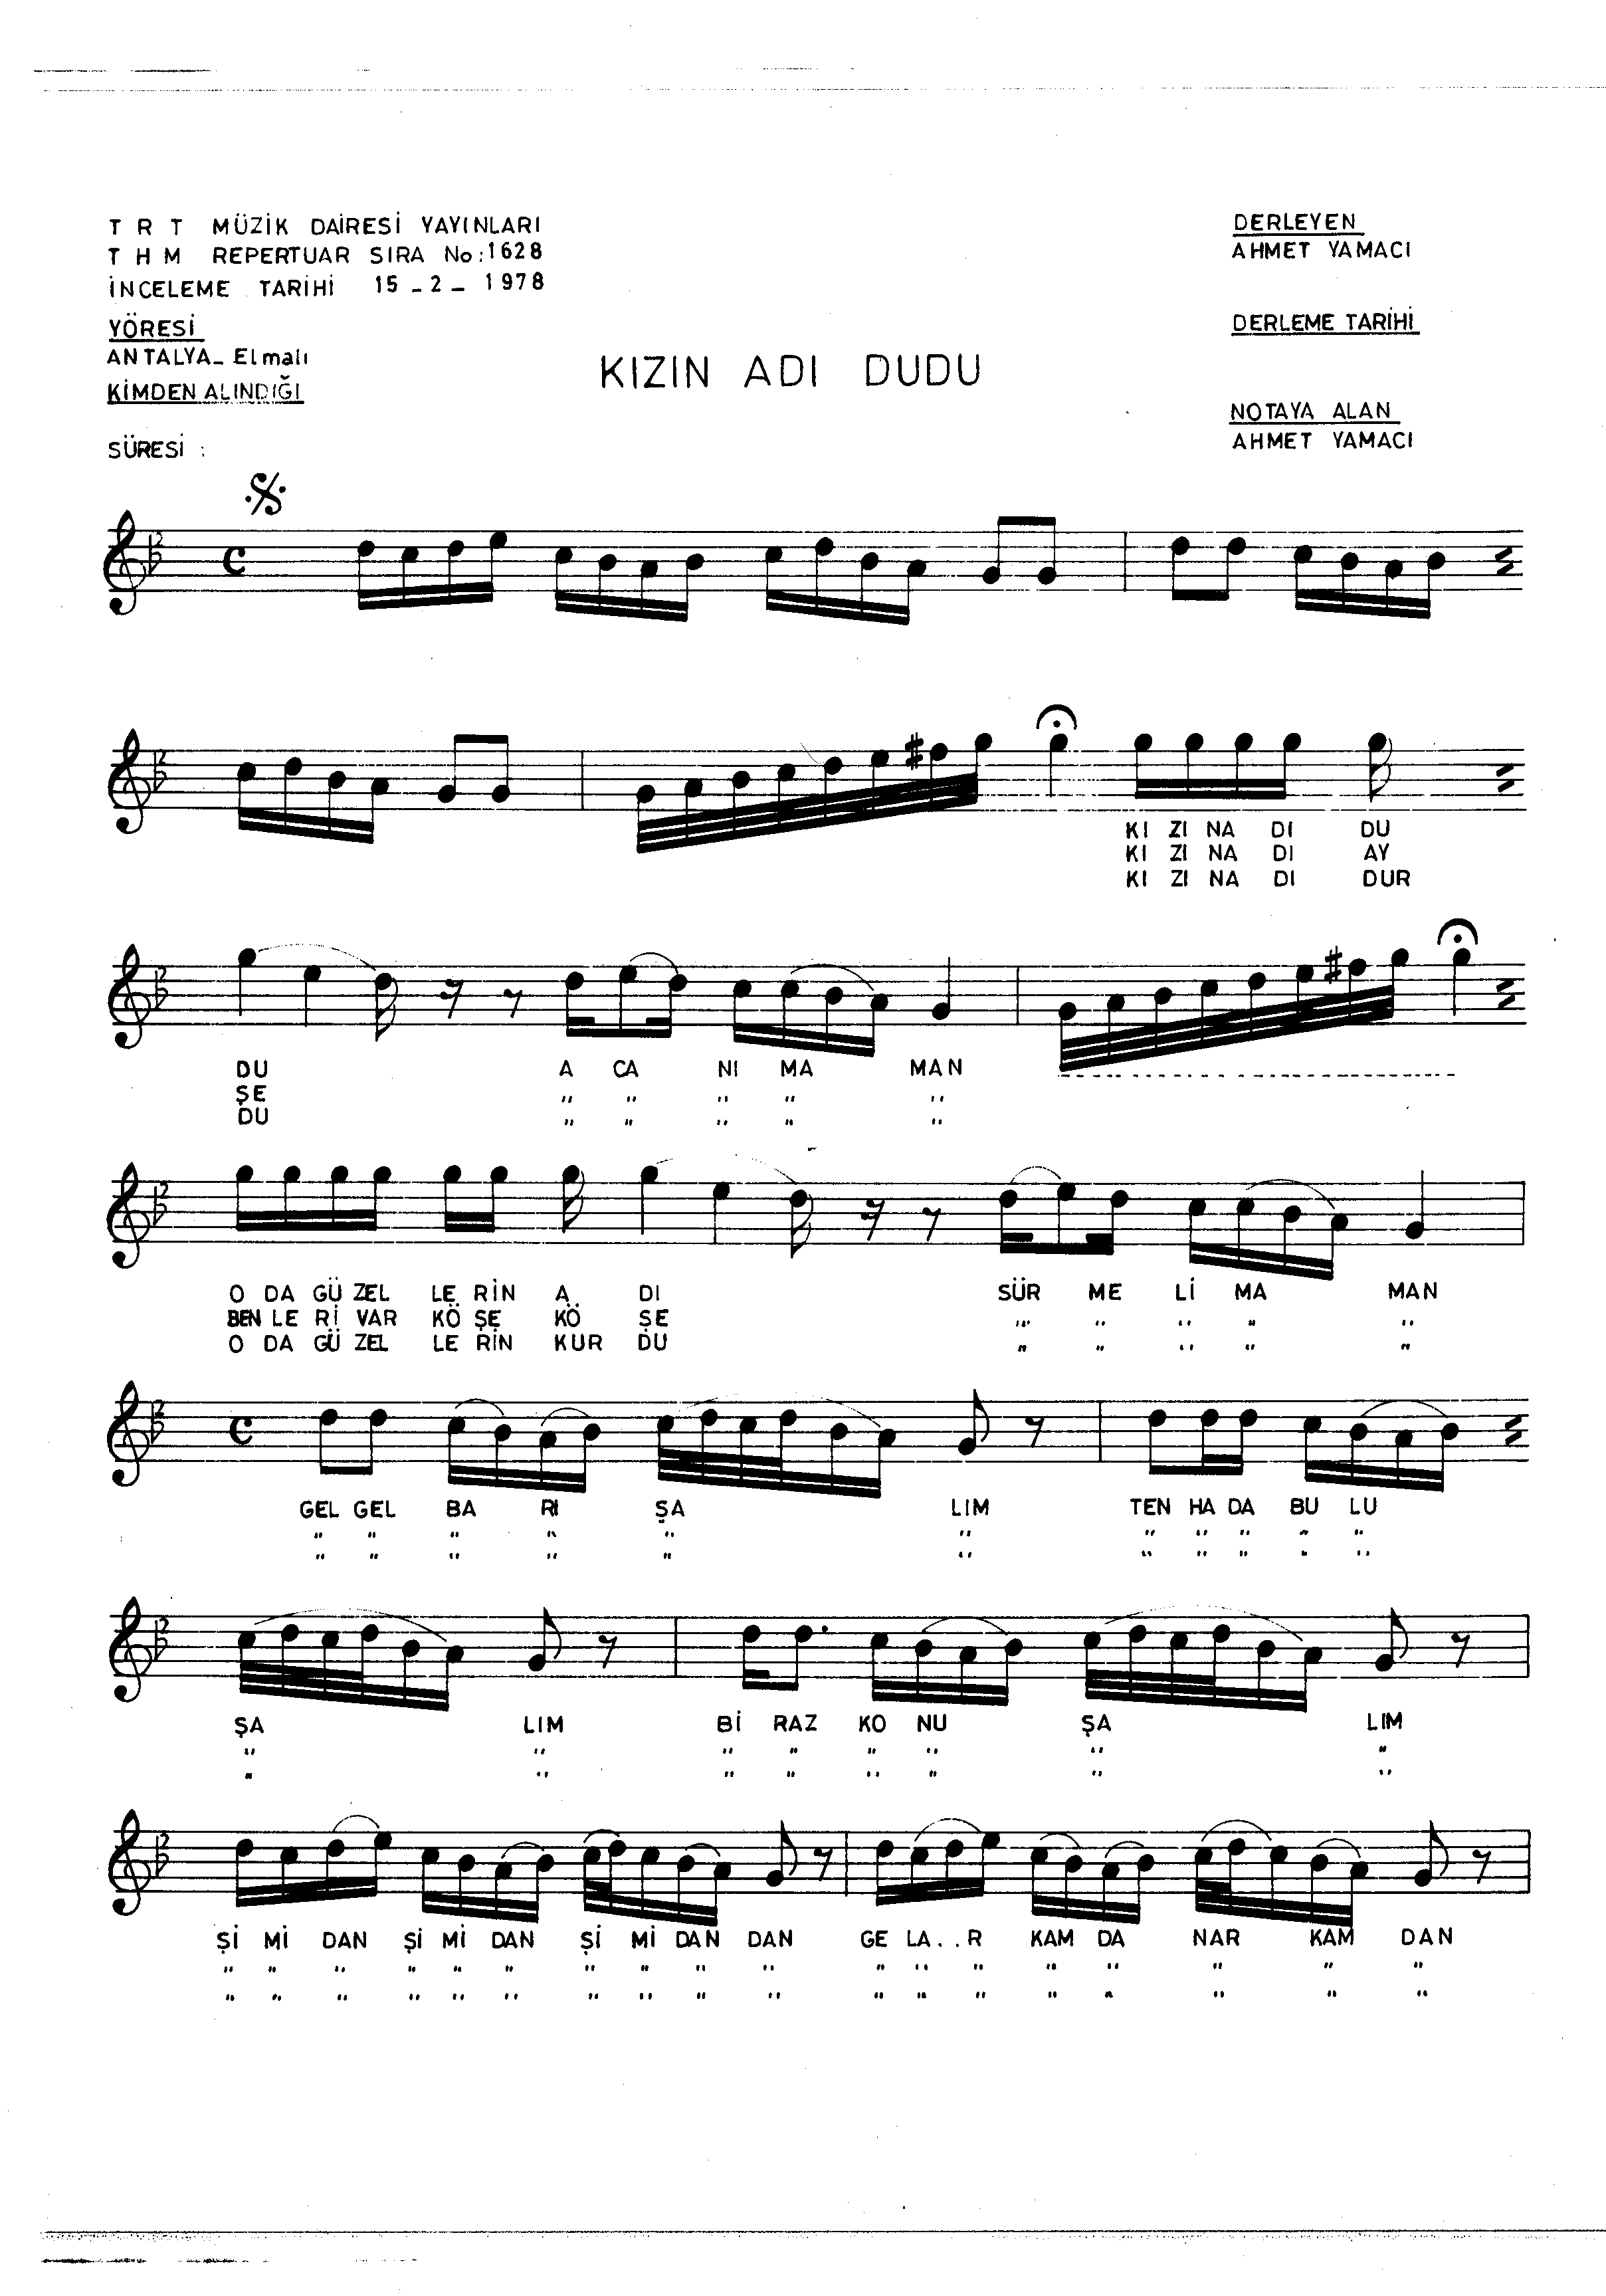 T R T MÜZİK DAİRESİ YAYINLARI
T H M REPERTUAR SIRA No: 1628
İNCELEME TARİHİ 15_2_1978
YÖRESİ
ANTALYA_ Elmalı
KİMDEN ALINDIĞI
SÜRESİ :
KIZIN ADI DUDU
DERLEYEN
AHMET YAMACI
DERLEME TARİHİ
NOTAYA ALAN
AHMET YAMACI
KI ZI NA DI DU
KI ZI NA DI AY
KI ZI NA DI DUR
DU A CA NI MA MAN
ŞE " " " " "
DU " " " " "
O DA GÜ ZEL LE RİN A DI SÜR ME Lİ MA MAN
BEN LE Rİ VAR KÖ ŞE KÖ ŞE " " " " "
O DA GÜ ZEL LE RİN KUR DU " " " " "
GEL GEL BA RI ŞA LIM TEN HA DA BU LU
" " " " " " " " " " "
" " " " " " " " " " "
ŞA LIM Bİ RAZ KO NU ŞA LIM
" " " " " " " "
" " " " " " " "
Şİ Mİ DAN Şİ Mİ DAN Şİ Mİ DAN DAN GE LA..R KAM DA NAR KAM DAN
" " " " " " " " " " " " " " " " " "
" " " " " " " " " " " " " " " " " "